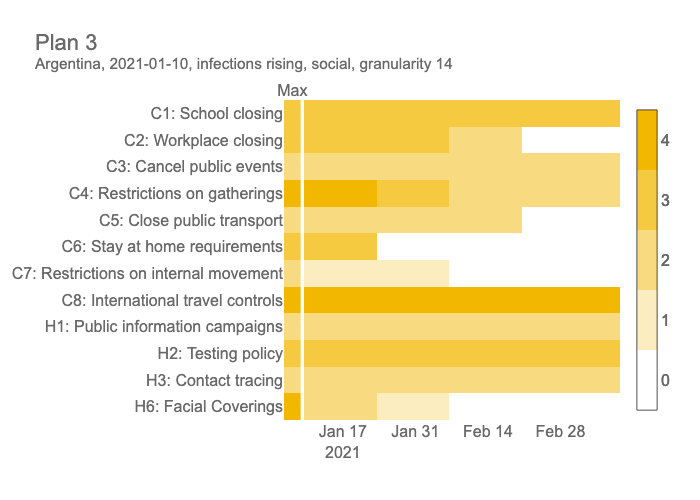 Plan 3
Argentina, 2021-01-10, infections rising, social, granularity 14
Max
C1: School closing
C2: Workplace closing
C3: Cancel public events
C4: Restrictions on gatherings
C5: Close public transport
C6: Stay at home requirements
C7: Restrictions on internal movement
C8: International travel controls
H1: Public information campaigns
H2: Testing policy
H3: Contact tracing
H6: Facial Coverings
Jan 17 Jan 31 Feb 14 Feb 28
2021
4
3
2
1
0